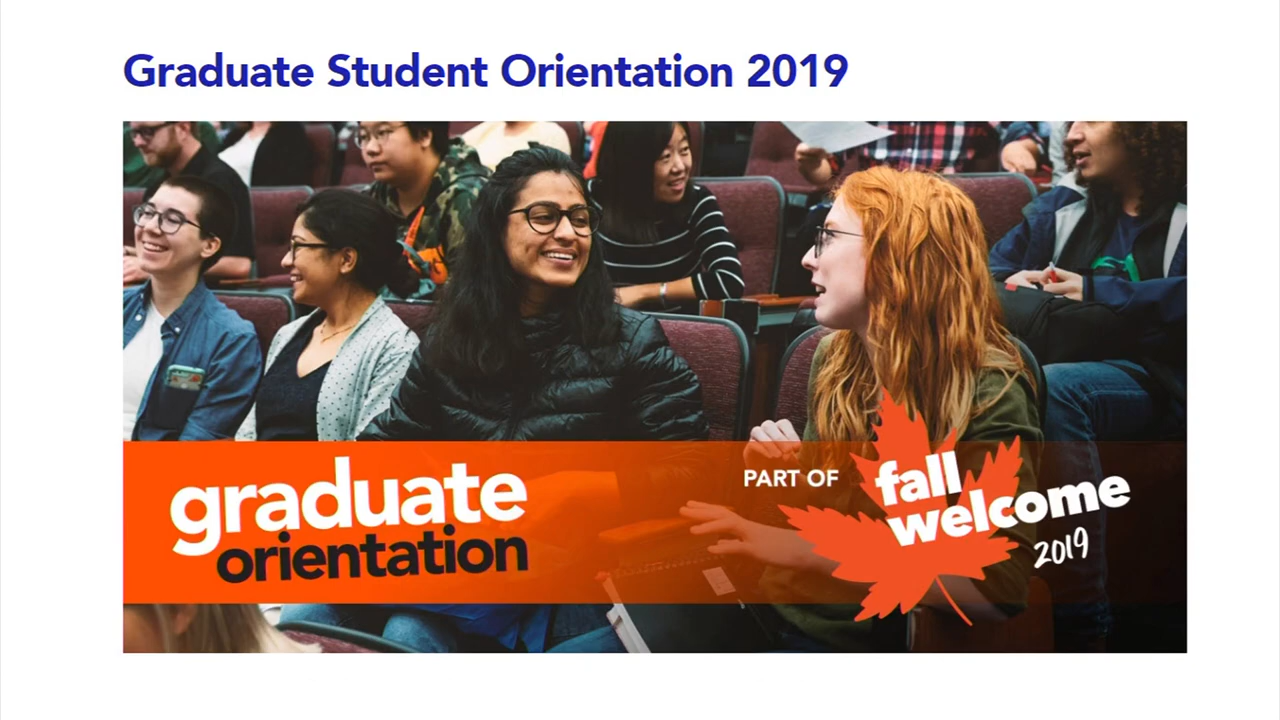 Graduate Student Orientation 2019
graduate
orientation
PART OF
fall
welcome
2019